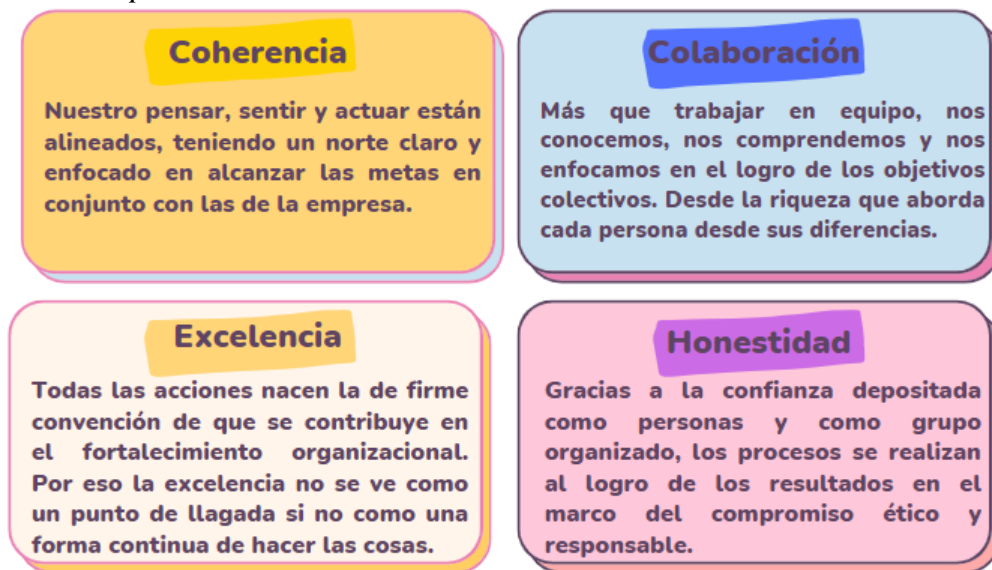 Coherencia
Nuestro pensar, sentir y actuar están
alineados, teniendo un norte claro y
enfocado en alcanzar las metas en
conjunto con las de la empresa.
Colaboración
Más que trabajar en equipo, nos
conocemos, nos comprendemos y nos
enfocamos en el logro de los objetivos
colectivos. Desde la riqueza que aborda
cada persona desde sus diferencias.
Excelencia
Todas las acciones nacen la de firme
convención de que se contribuye en
el fortalecimiento organizacional.
Por eso la excelencia no se ve como
un punto de llagada si no como una
forma continua de hacer las cosas.
Honestidad
Gracias a la confianza depositada
como personas y como grupo
organizado, los procesos se realizan
al logro de los resultados en el
marco del compromiso ético y
responsable.